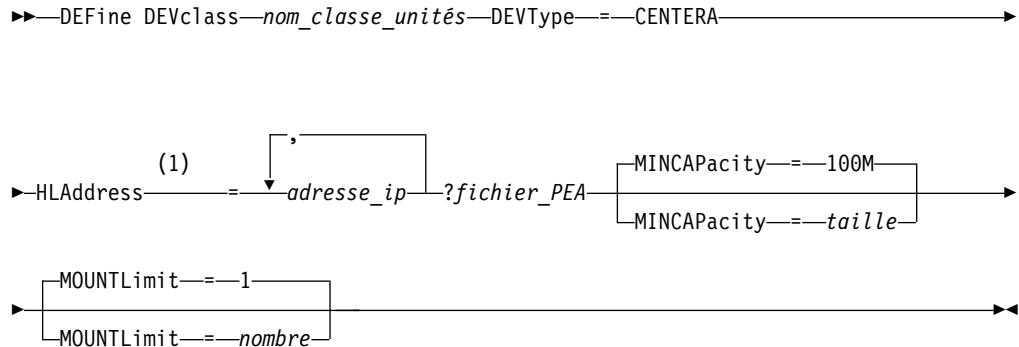 DEFine DEVclass nom_classe_unités DEVType = CENTERA
,
(1)
HLAddress = adresse_ip ?fichier_PEA
MINCAPacity = 100M
MINCAPacity = taille
MOUNTLimit = 1
MOUNTLimit = nombre